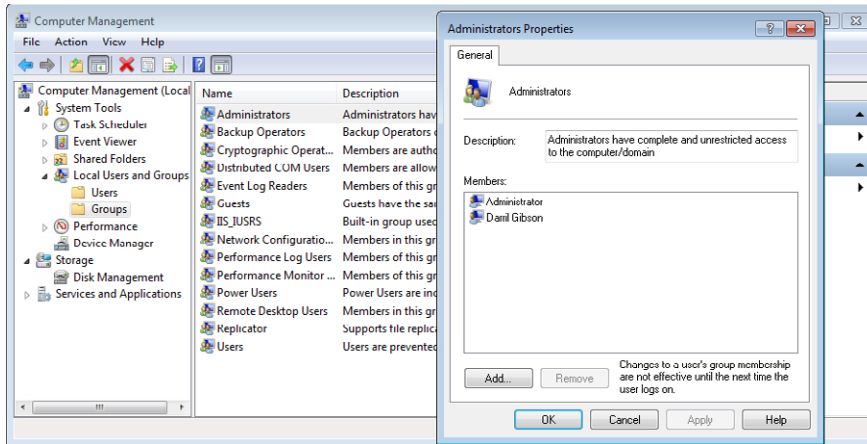 Computer Management
File Action View Help
Computer Management (Local
System Tools
Task Scheduler
Event Viewer
Shared Folders
Local Users and Groups
Users
Groups
Performance
Device Manager
Storage
Disk Management
Services and Applications
Name Description
Administrators Administrators hav
Backup Operators Backup Operators
Cryptographic Operat... Members are autho
Distributed COM Users Members are allow
Event Log Readers Members of this gr
Guests Guests have the sa
IIS_IUSRS Built-in group used
Network Configuratio... Members in this gr
Performance Log Users Members of this gr
Performance Monitor ... Members of this gr
Power Users Power Users are inc
Remote Desktop Users Members in this gr
Replicator Supports file replic
Users Users are prevented
Administrators Properties
General
Administrators
Description: Administrators have complete and unrestricted access
to the computer/domain
Members:
Administrator
Darril Gibson
Add... Remove
Changes to a user's group membership
are not effective until the next time the
user logs on.
OK Cancel Apply Help